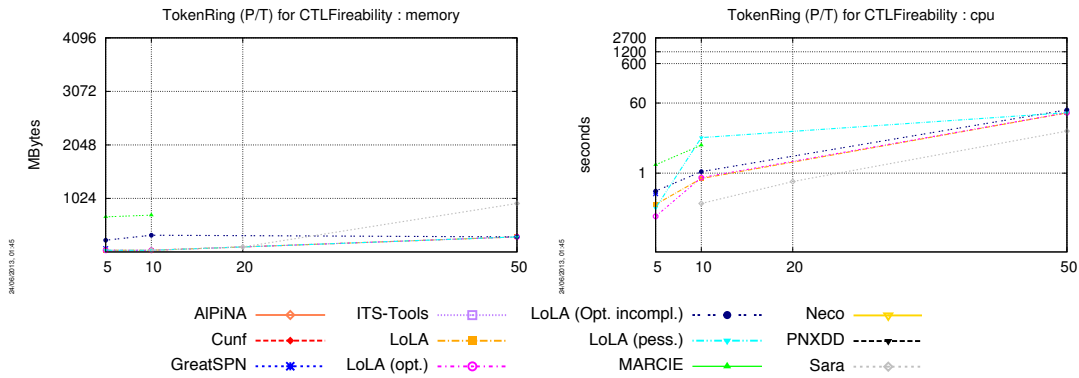 TokenRing (P/T) for CTLFireability : memory
4096
3072
2048
1024
MBytes
5 10 20 50
24/06/2013, 01:45
TokenRing (P/T) for CTLFireability : cpu
2700
1200
600
60
1
seconds
5 10 20 50
24/06/2013, 01:45
AlPiNA ITS-Tools LoLA (Opt. incompl.) Neco
Cunf LoLA LoLA (pess.) PNXDD
GreatSPN LoLA (opt.) MARCIE Sara